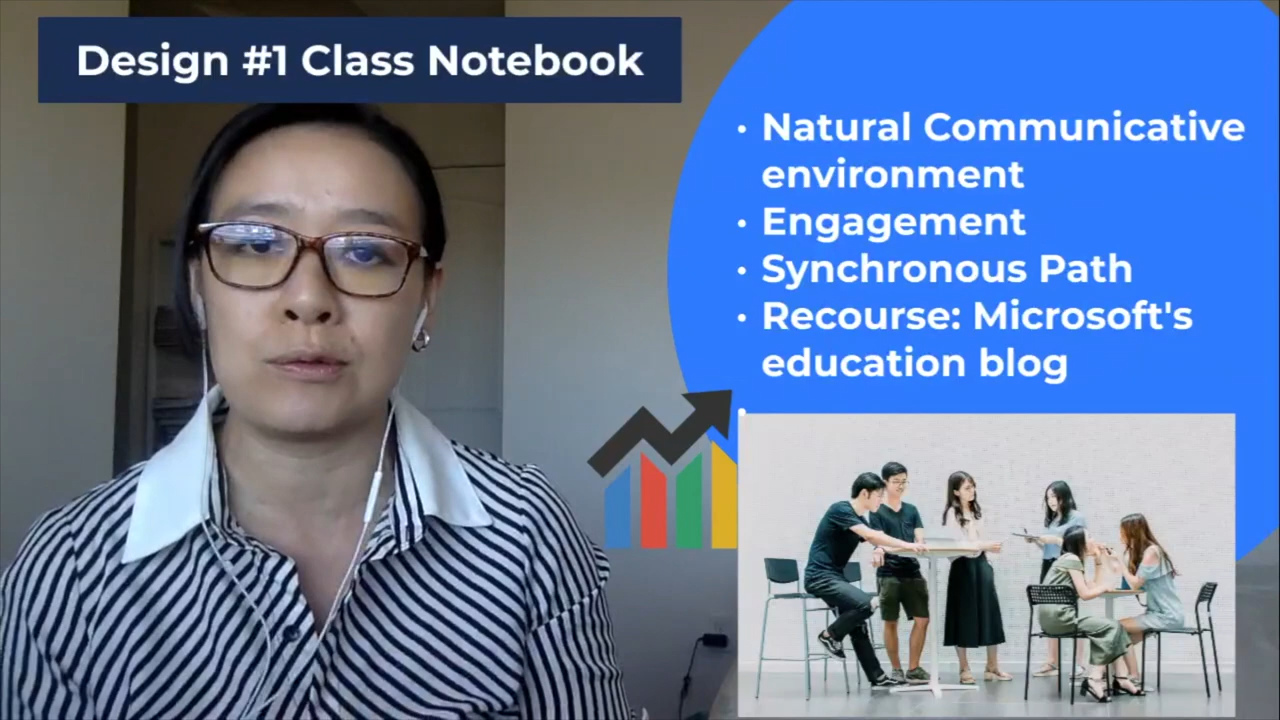 Design #1 Class Notebook
• Natural Communicative
environment
• Engagement
• Synchronous Path
• Recourse: Microsoft's
education blog
•